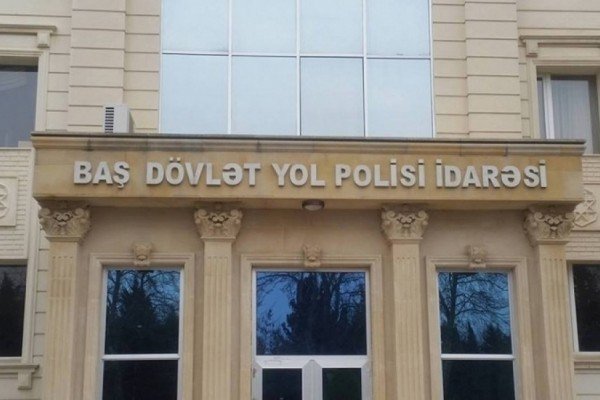 BAŞ DÖVLƏT YOL POLİSİ İDARƏSİ